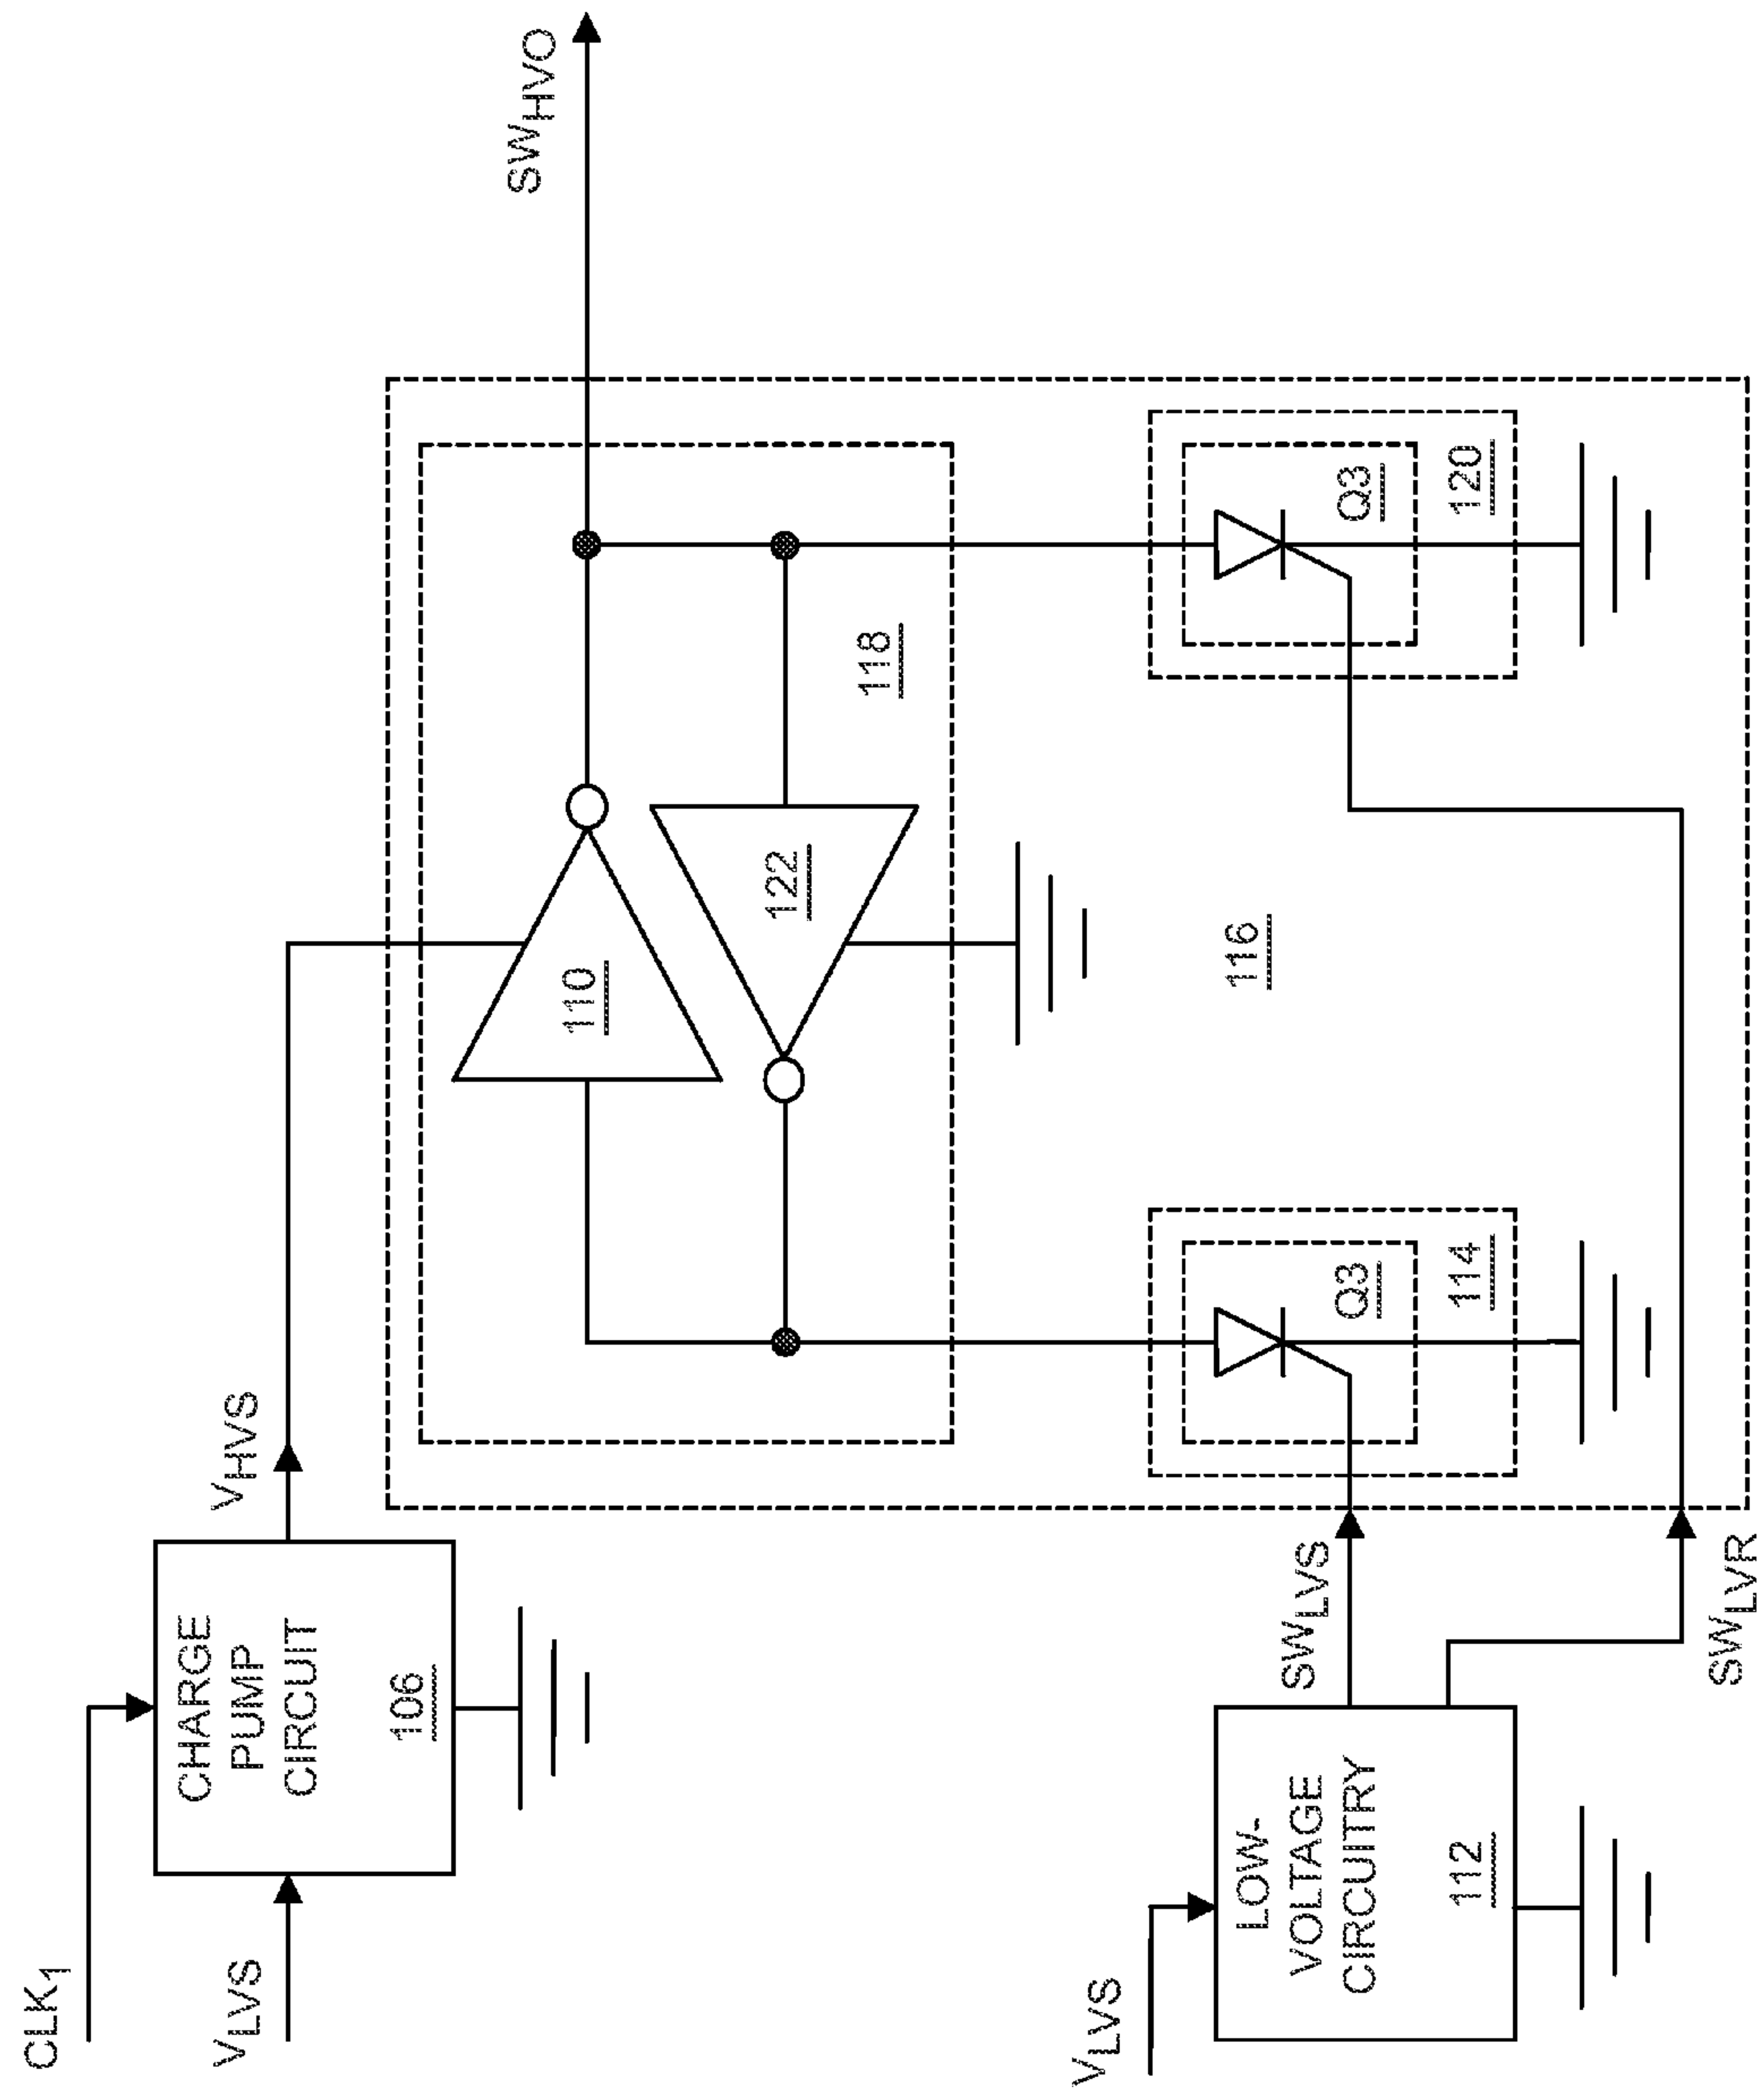 CLK1
VLVS
CHARGE
PUMP
CIRCUIT
106
VHVS
SWHVO
110
122
118
116
Q3
114
Q3
120
VLVS
LOW-
VOLTAGE
CIRCUITRY
112
SWLVS
SWLVR